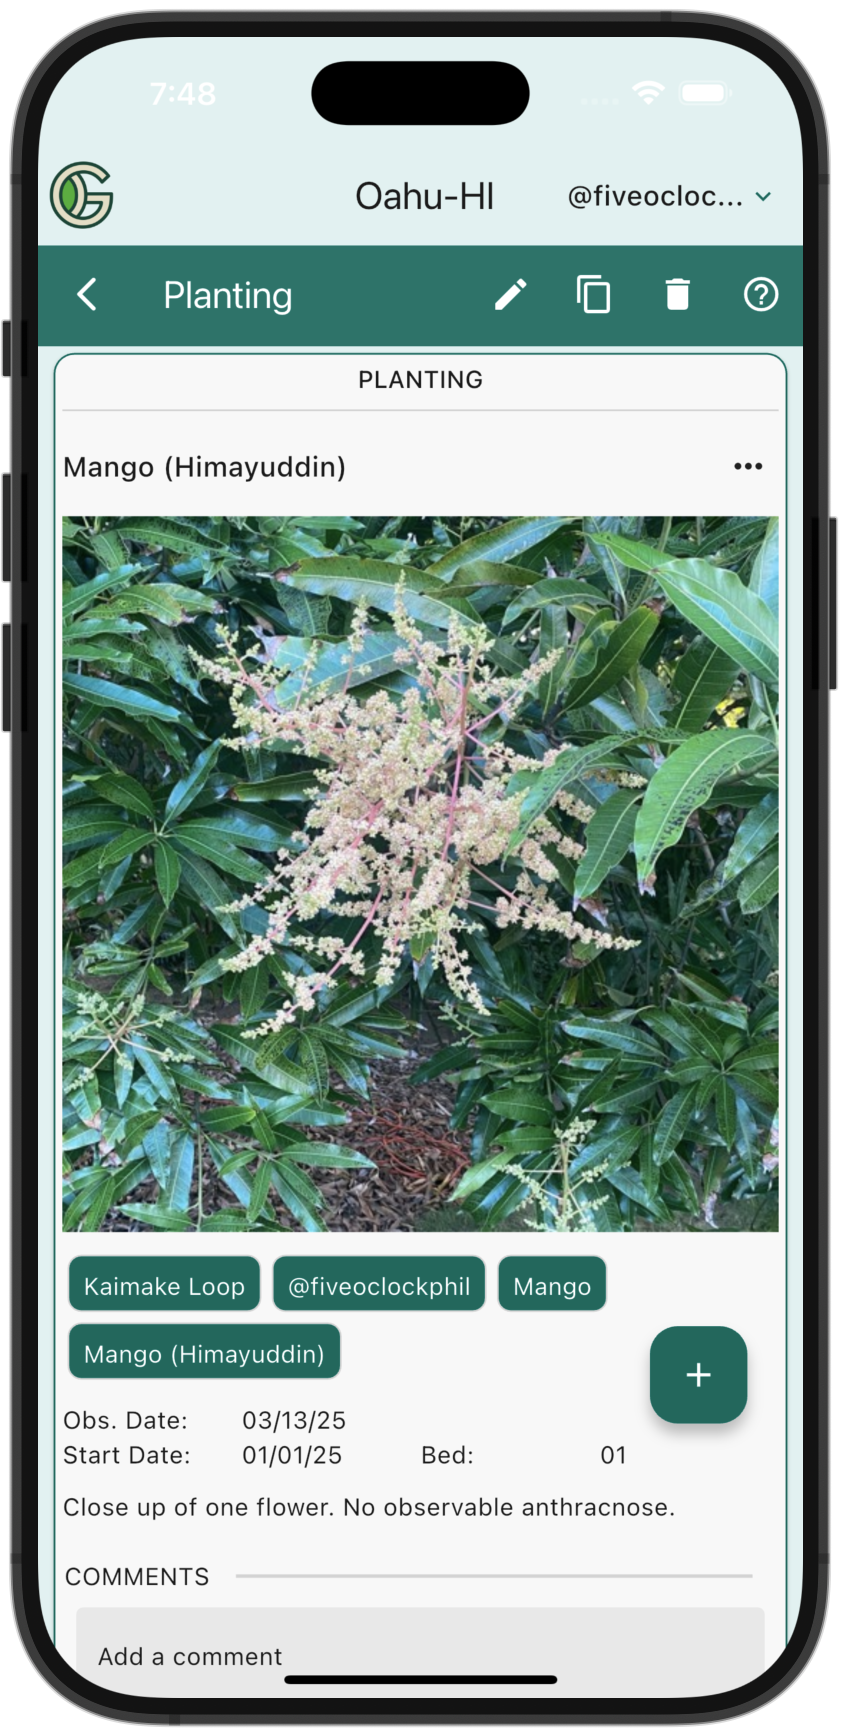 7:48
Oahu-HI @fiveocloc...
Planting
PLANTING
Mango (Himayuddin)
Kaimake Loop @fiveoclockphil Mango
Mango (Himayuddin)
Obs. Date: 03/13/25
Start Date: 01/01/25 Bed: 01
Close up of one flower. No observable anthracnose.
COMMENTS
Add a comment